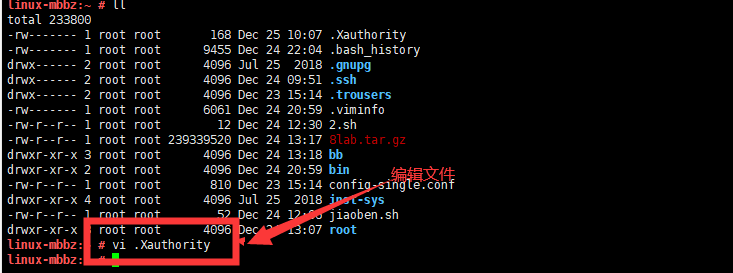 linux-mbbz:~ # ll
total 233800
-rw------- 1 root root 168 Dec 25 10:07 .Xauthority
-rw------- 1 root root 9455 Dec 24 22:04 .bash_history
drwx------ 2 root root 4096 Jul 25 2018 .gnupg
drwx------ 2 root root 4096 Dec 24 09:51 .ssh
drwx------ 2 root root 4096 Dec 23 15:14 .trousers
-rw------- 1 root root 6061 Dec 24 20:59 .viminfo
-rw-r--r-- 1 root root 12 Dec 24 12:30 2.sh
-rw-r--r-- 1 root root 239339520 Dec 24 13:17 8lab.tar.gz
drwxr-xr-x 3 root root 4096 Dec 24 13:18 bb
drwxr-xr-x 2 root root 4096 Dec 24 20:59 bin
编辑文件
-rw-r--r-- 1 root root 810 Dec 23 15:14 config-single.conf
drwxr-xr-x 4 root root 4096 Jul 25 2018 inst-sys
-rw-r--r-- 1 root root 52 Dec 24 jiaoben.sh
drwxr-xr-x root root 4096 Dec 13:07 root
linux-mbbz:~ # vi .Xauthority
linux-mbbz:~ #